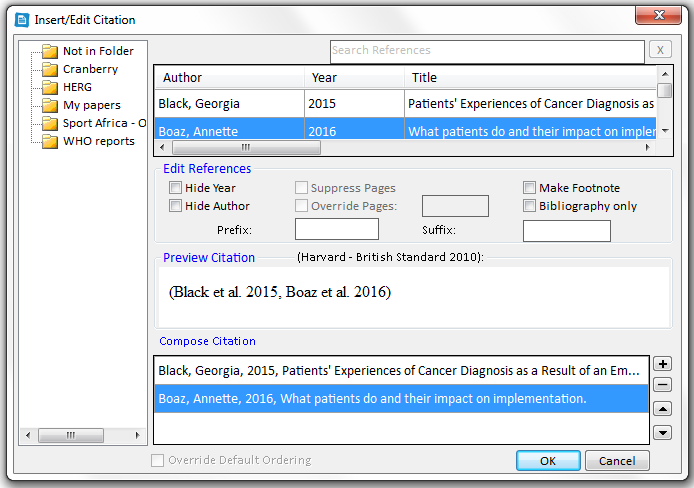 Insert/Edit Citation
X
Not in Folder
Cranberry
HERG
My papers
Sport Africa - O
WHO reports
Search References
X
Author Year Title
Black, Georgia 2015 Patients' Experiences of Cancer Diagnosis as
Boaz, Annette 2016 What patients do and their impact on implem
Edit References
Hide Year Suppress Pages Make Footnote
Hide Author Override Pages: Bibliography only
Prefix: Suffix:
Preview Citation (Harvard - British Standard 2010):
(Black et al. 2015, Boaz et al. 2016)
Compose Citation
Black, Georgia, 2015, Patients' Experiences of Cancer Diagnosis as a Result of an Em...
Boaz, Annette, 2016, What patients do and their impact on implementation.
Override Default Ordering OK Cancel